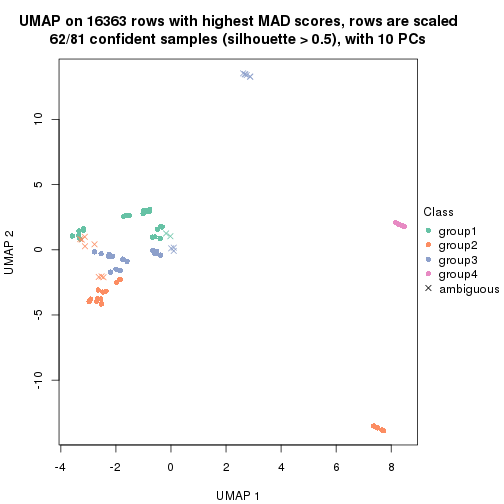 UMAP on 16363 rows with highest MAD scores, rows are scaled
62/81 confident samples (silhouette > 0.5), with 10 PCs
10
5
0
-5
-10
UMAP 2
-4
-2
0
2
4
6
8
UMAP 1
Class
group1
group2
group3
group4
ambiguous